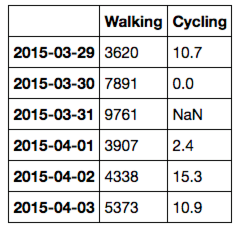 Walking Cycling
2015-03-29 3620 10.7
2015-03-30 7891 0.0
2015-03-31 9761 NaN
2015-04-01 3907 2.4
2015-04-02 4338 15.3
2015-04-03 5373 10.9